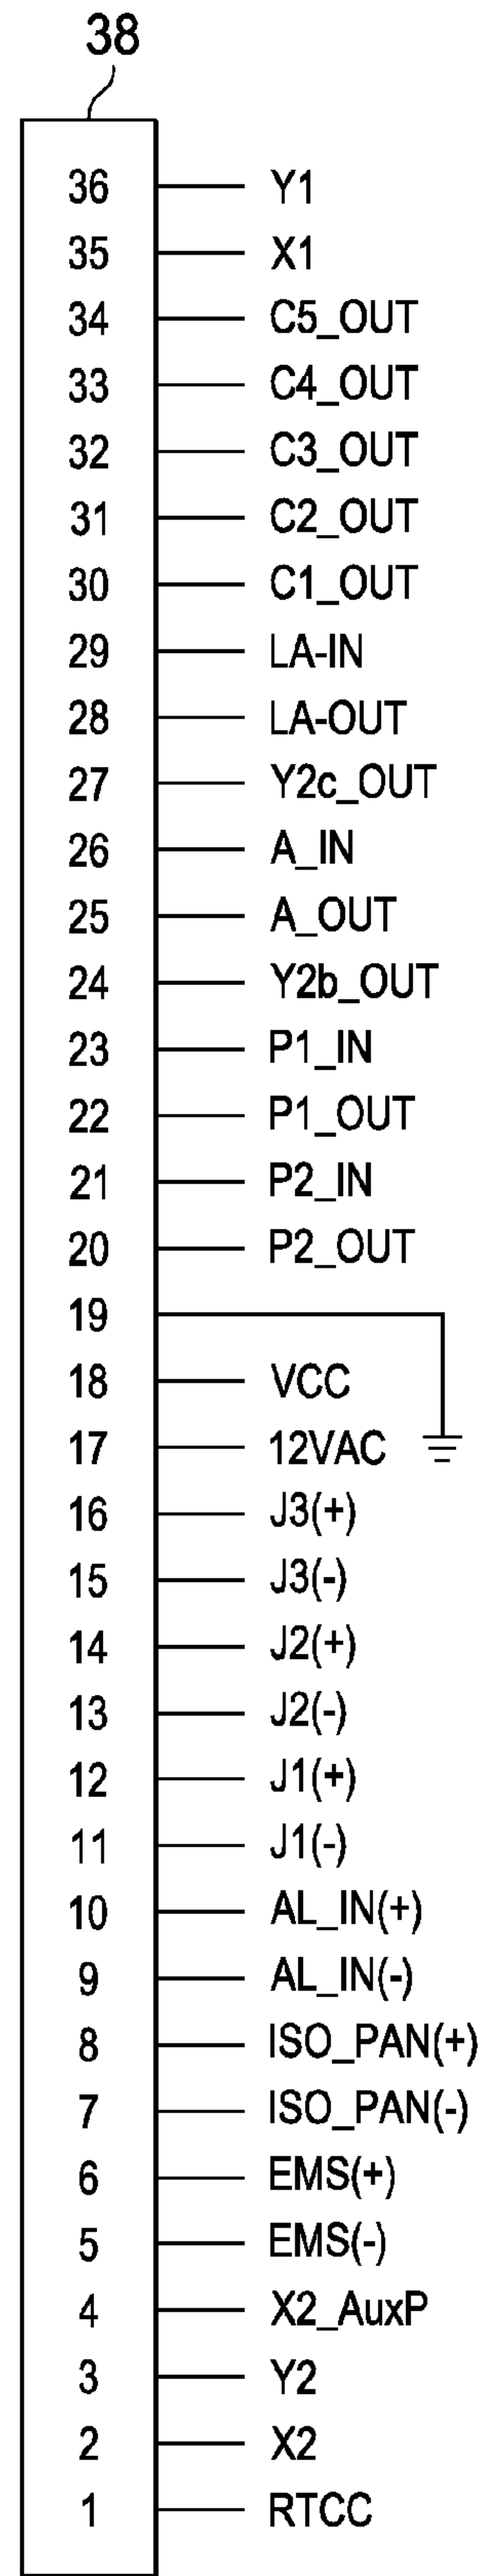 38
36 Y1
35 X1
34 C5_OUT
33 C4_OUT
32 C3_OUT
31 C2_OUT
30 C1_OUT
29 LA-IN
28 LA-OUT
27 Y2c_OUT
26 A_IN
25 A_OUT
24 Y2b_OUT
23 P1_IN
22 P1_OUT
21 P2_IN
20 P2_OUT
19
18 VCC
17 12VAC
16 J3(+)
15 J3(-)
14 J2(+)
13 J2(-)
12 J1(+)
11 J1(-)
10 AL_IN(+)
9 AL_IN(-)
8 ISO_PAN(+)
7 ISO_PAN(-)
6 EMS(+)
5 EMS(-)
4 X2_AuxP
3 Y2
2 X2
1 RTCC